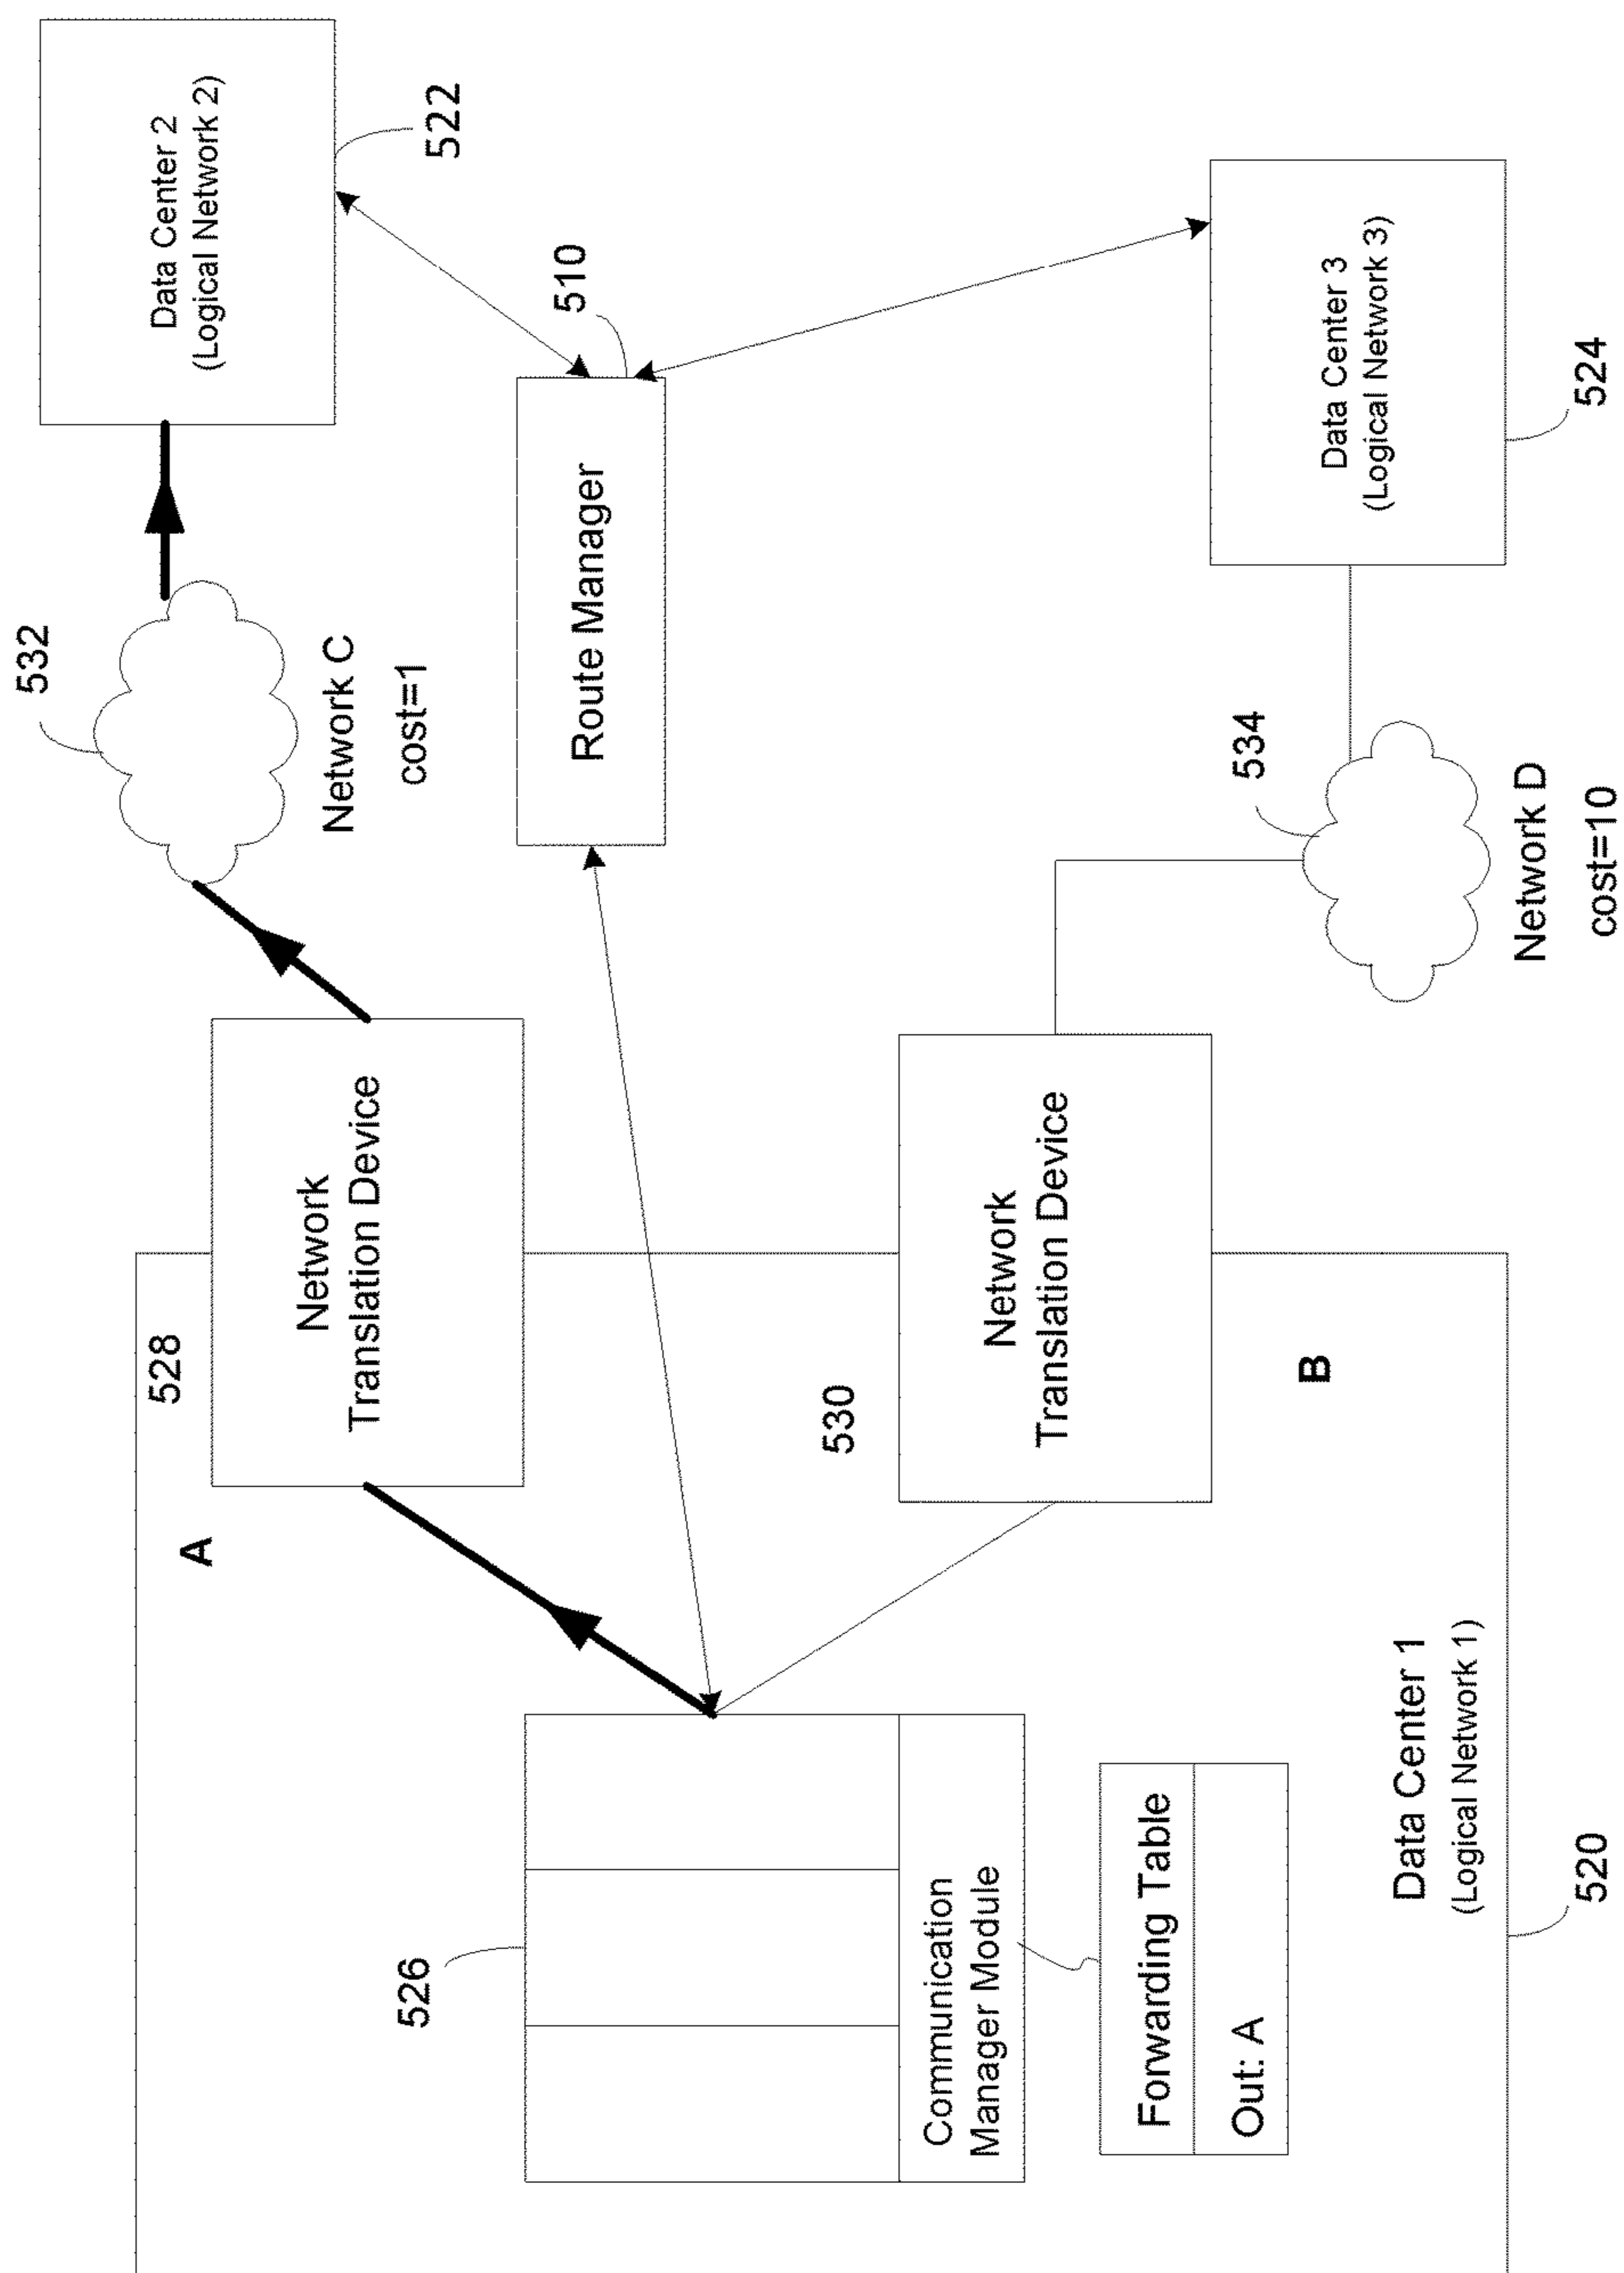 Data Center 2
(Logical Network 2)
522
532
Network C
cost=1
510
Route Manager
Data Center 3
(Logical Network 3)
524
534
Network D
cost=10
528
A
Network
Translation Device
530
B
Network
Translation Device
526
Communication
Manager Module
Forwarding Table
Out: A
Data Center 1
(Logical Network 1)
520